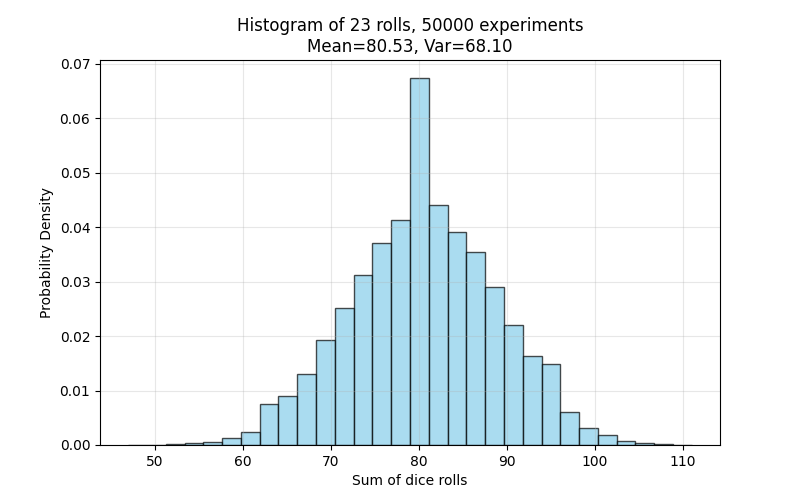 Histogram of 23 rolls, 50000 experiments
Mean=80.53, Var=68.10
0.07
0.06
0.05
0.04
0.03
0.02
0.01
0.00
Probability Density
50 60 70 80 90 100 110
Sum of dice rolls